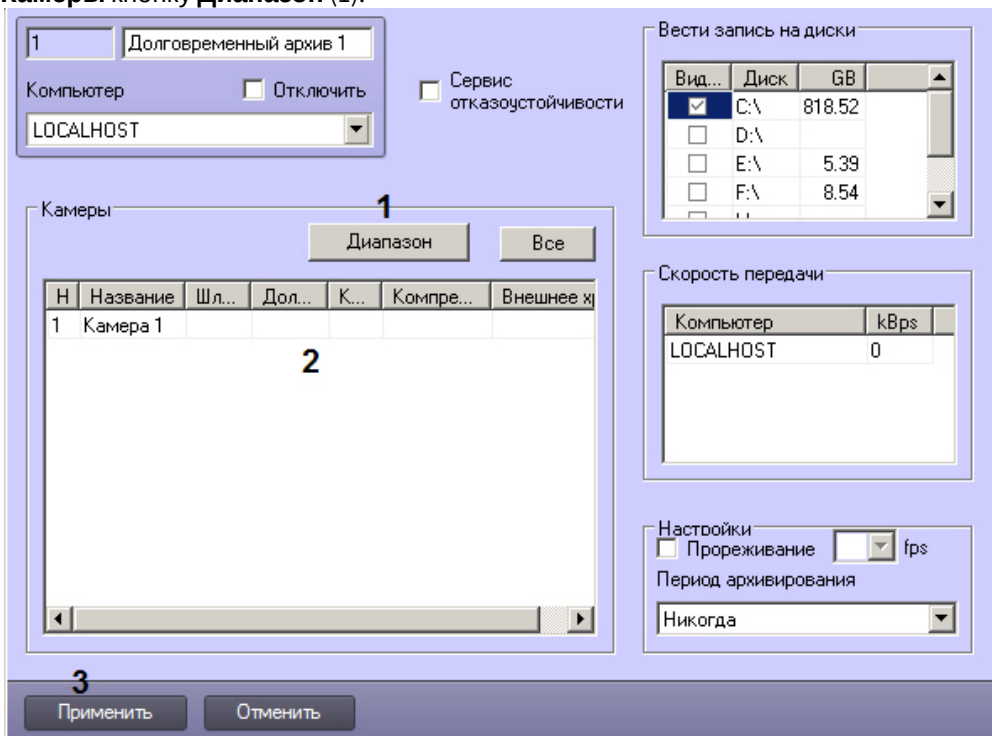 Камеры кнопку Диапазон (1).
1 Долговременный архив 1
Компьютер Отключить
LOCALHOST
Сервис
отказоустойчивости
Вести запись на диски
Вид... Диск GB
C:\ 818.52
D:\
E:\ 5.39
F:\ 8.54
Камеры
1
Диапазон Все
Н Название Шл... Дол... К... Компре... Внешнее х
1 Камера 1
2
Скорость передачи
Компьютер kBps
LOCALHOST 0
Настройки
Прореживание fps
Период архивирования
Никогда
3
Применить Отменить